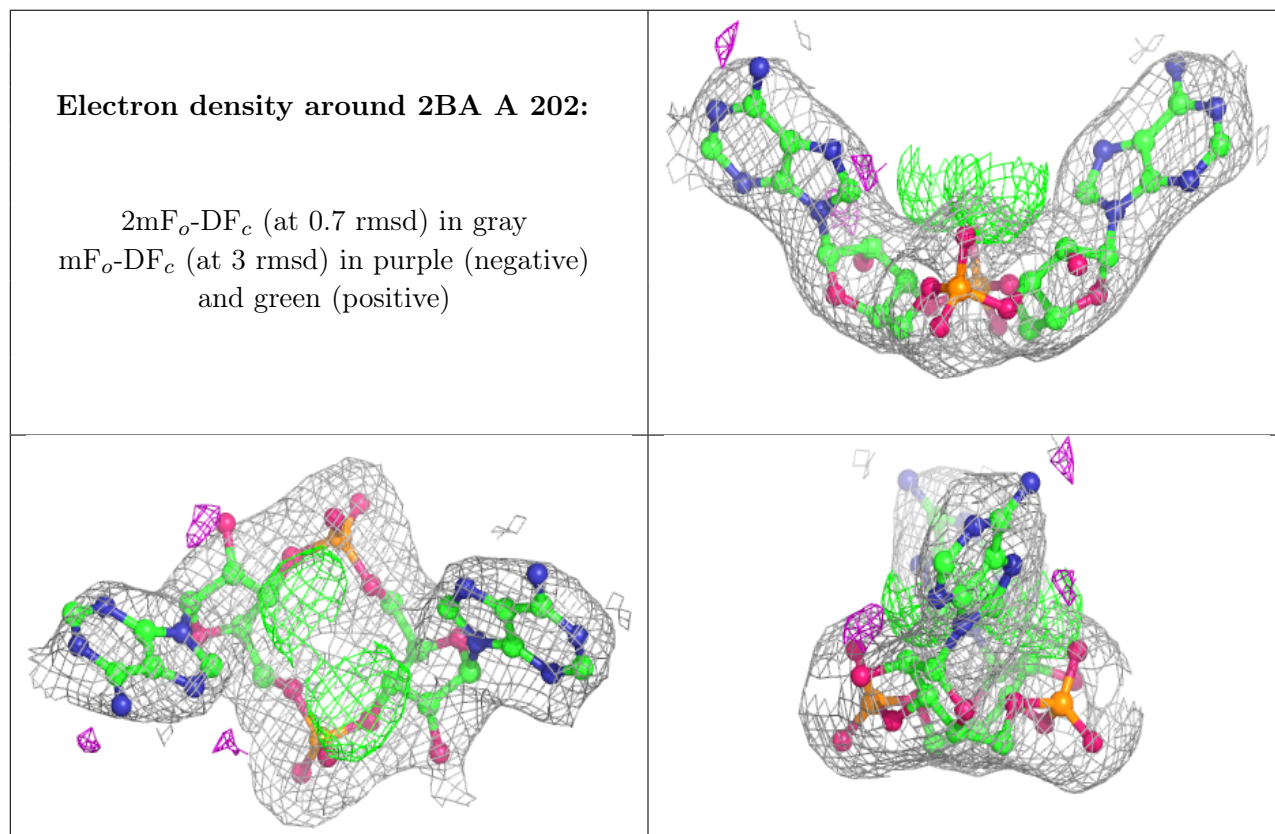 Electron density around 2BA A 202:
2mFo-DFc (at 0.7 rmsd) in gray
mFo-DFc (at 3 rmsd) in purple (negative)
and green (positive)